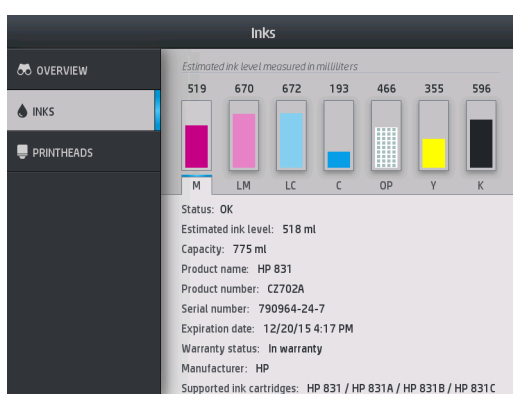 Inks
OVERVIEW
INKS
PRINTHEADS
Estimated ink level measured in milliliters
519 670 672 193 466 355 596
M LM LC C OP Y K
Status: OK
Estimated ink level: 518 ml
Capacity: 775 ml
Product name: HP 831
Product number: CZ702A
Serial number: 790964-24-7
Expiration date: 12/20/15 4:17 PM
Warranty status: In warranty
Manufacturer: HP
Supported ink cartridges: HP 831 / HP 831A / HP 831B / HP 831C